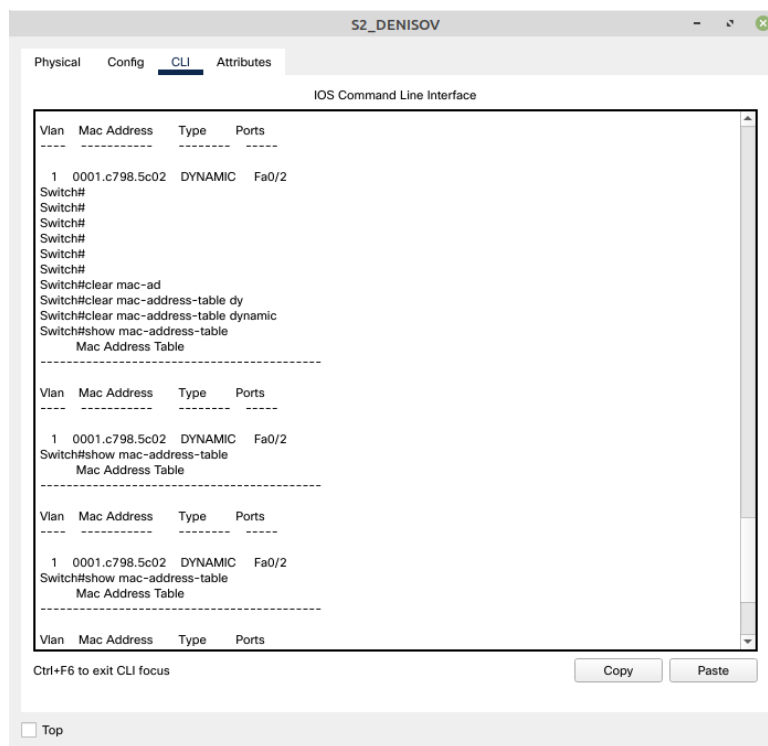 S2_DENISOV
Physical Config CLI Attributes
IOS Command Line Interface
Vlan Mac Address Type Ports
---- ----------- -------- -----
1 0001.c798.5c02 DYNAMIC Fa0/2
Switch#
Switch#
Switch#
Switch#
Switch#
Switch#
Switch#clear mac-ad
Switch#clear mac-address-table dy
Switch#clear mac-address-table dynamic
Switch#show mac-address-table
Mac Address Table
-------------------------------------------
Vlan Mac Address Type Ports
---- ----------- -------- -----
1 0001.c798.5c02 DYNAMIC Fa0/2
Switch#show mac-address-table
Mac Address Table
-------------------------------------------
Vlan Mac Address Type Ports
---- ----------- -------- -----
1 0001.c798.5c02 DYNAMIC Fa0/2
Switch#show mac-address-table
Mac Address Table
-------------------------------------------
Vlan Mac Address Type Ports
Ctrl+F6 to exit CLI focus Copy Paste
Top